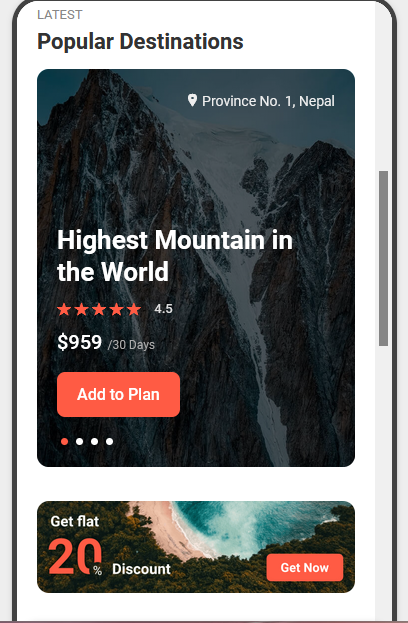 LATEST
Popular Destinations
Province No. 1, Nepal
Highest Mountain in
the World
4.5
$959 /30 Days
Add to Plan
Get flat
20% Discount
Get Now